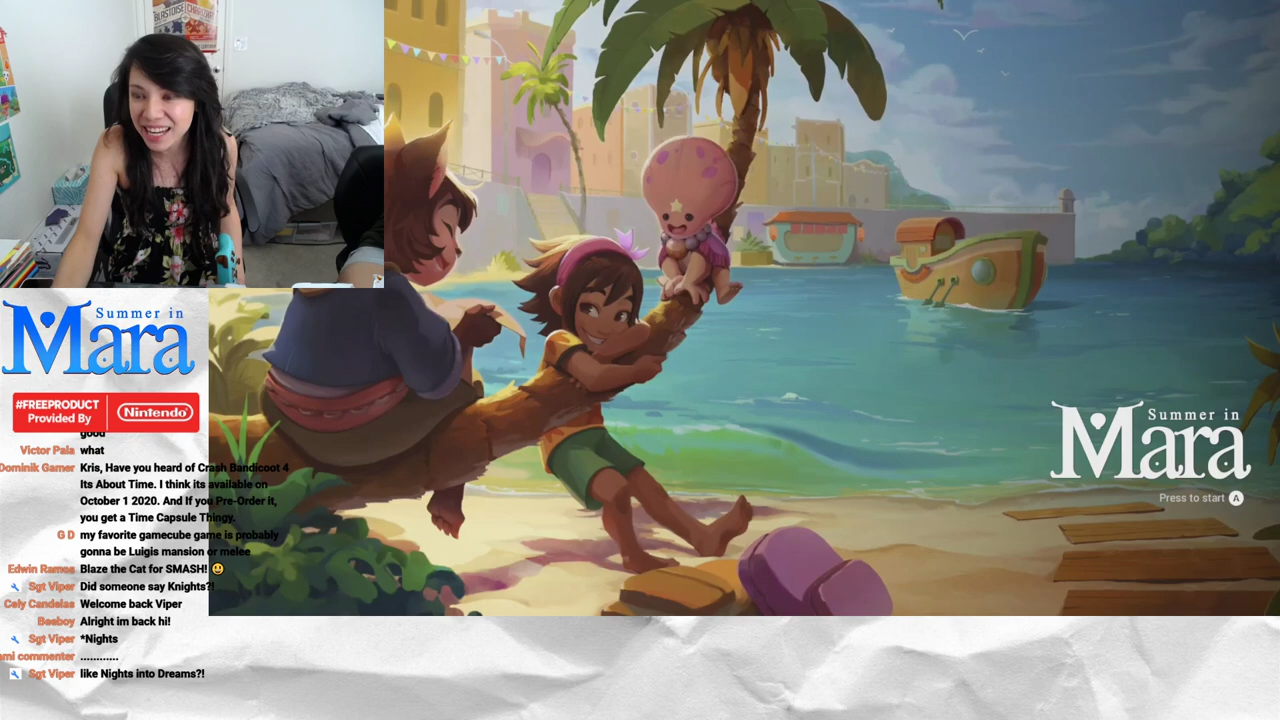 BLASTOISE
CHARIZARD
Summer in
Mara
#FREEPRODUCT
Provided By
Nintendo
good
Victor Pala what
Dominik Gamer Kris, Have you heard of Crash Bandicoot 4
Its About Time. I think its available on
October 1 2020. And If you Pre-Order it,
you get a Time Capsule Thingy.
G D my favorite gamecube game is probably
gonna be Luigis mansion or melee
Edwin Ramos Blaze the Cat for SMASH! 😃
Sgt Viper Did someone say Knights?!
Cely Candelas Welcome back Viper
Beeboy Alright im back hi!
Sgt Viper *Nights
commenter ............
Sgt Viper like Nights into Dreams?!
Summer in
Mara
Press to start A